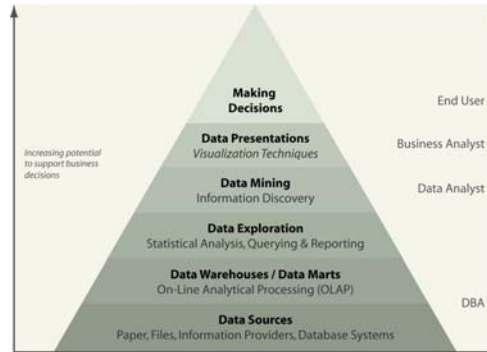 Making
Decisions
End User
Data Presentations
Visualization Techniques
Business Analyst
Increasing potential
to support business
decisions
Data Mining
Information Discovery
Data Analyst
Data Exploration
Statistical Analysis, Querying & Reporting
Data Warehouses / Data Marts
On-Line Analytical Processing (OLAP)
DBA
Data Sources
Paper, Files, Information Providers, Database Systems